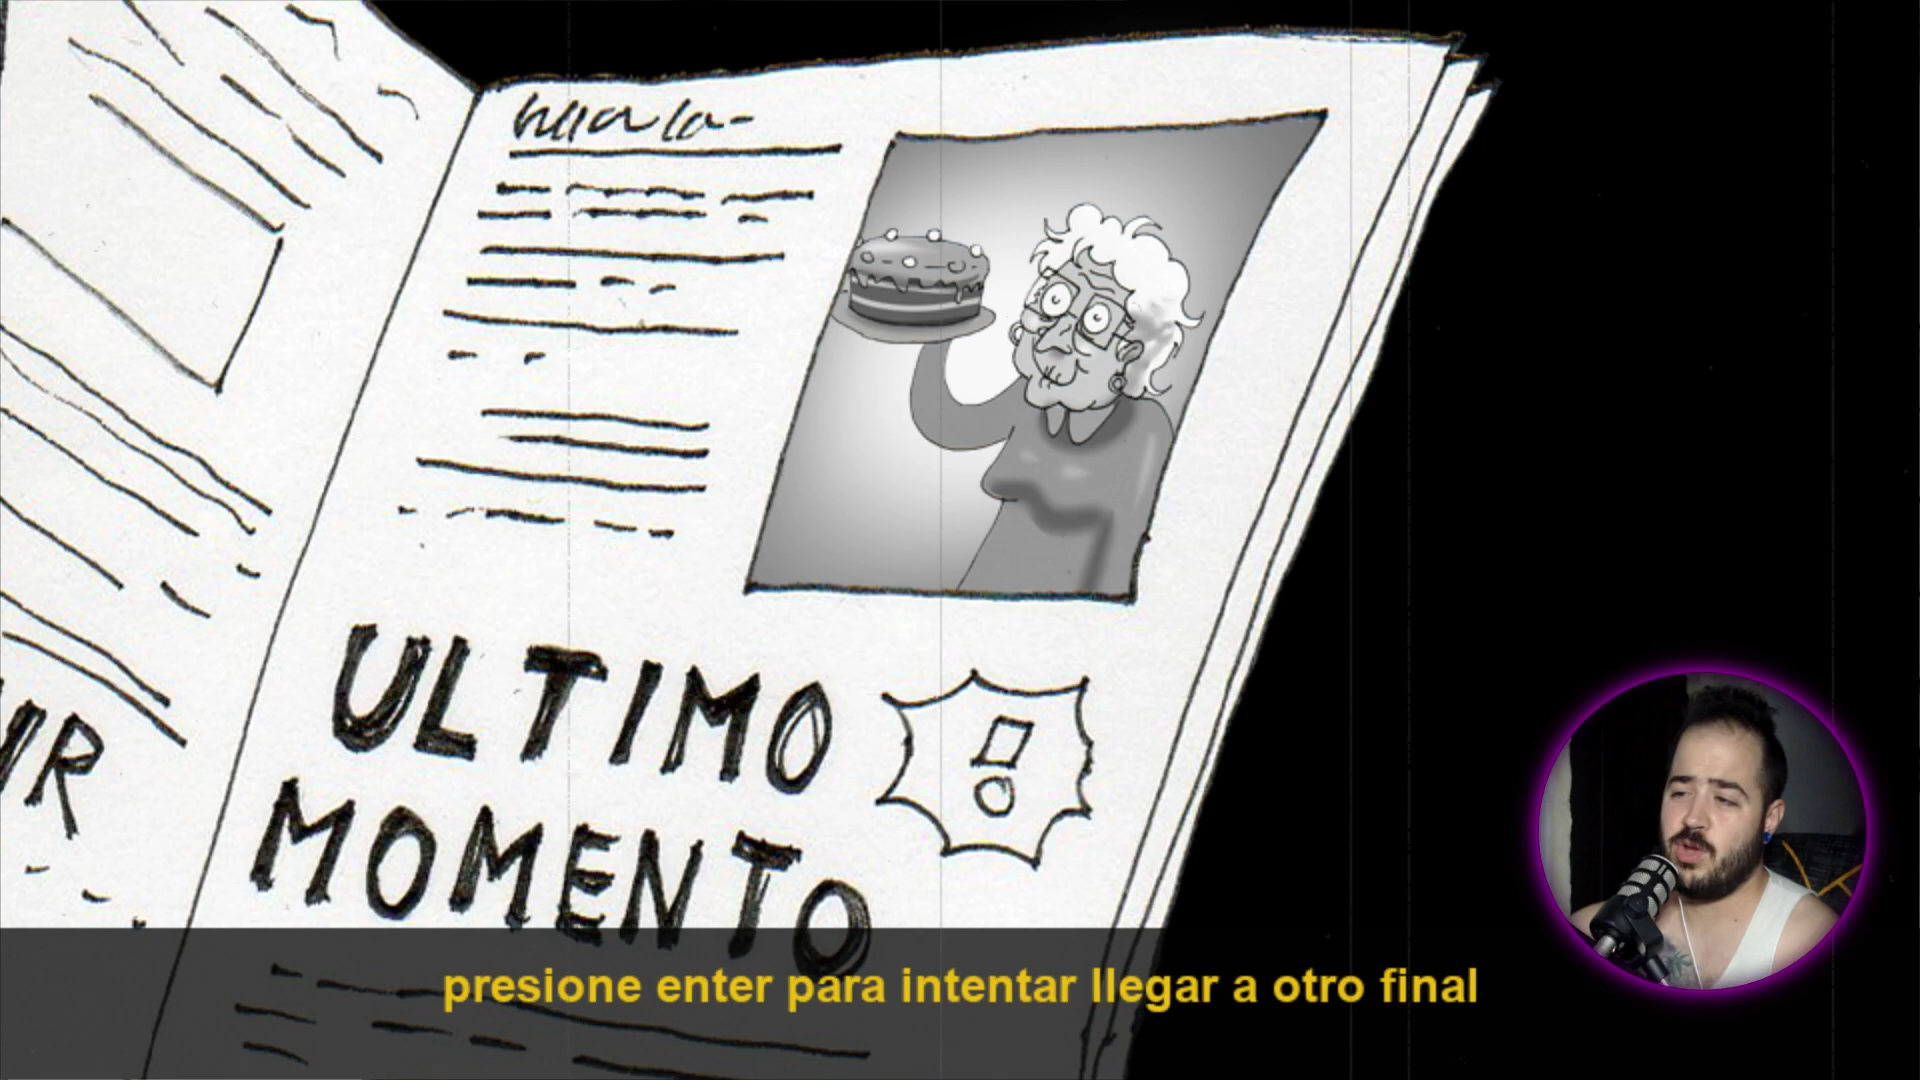 ULTIMO
MOMENTO
!
presione enter para intentar llegar a otro final